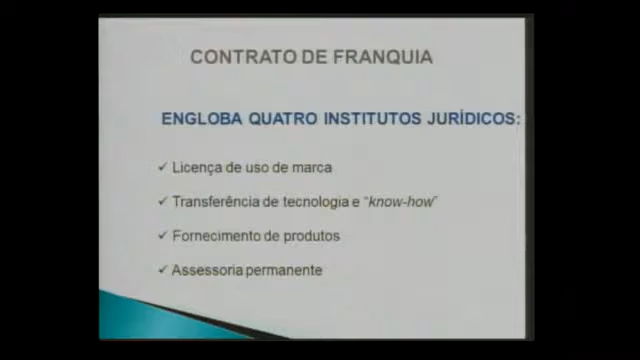 CONTRATO DE FRANQUIA
ENGLOBA QUATRO INSTITUTOS JURÍDICOS:
✓ Licença de uso de marca
✓ Transferência de tecnologia e “know-how”
✓ Fornecimento de produtos
✓ Assessoria permanente